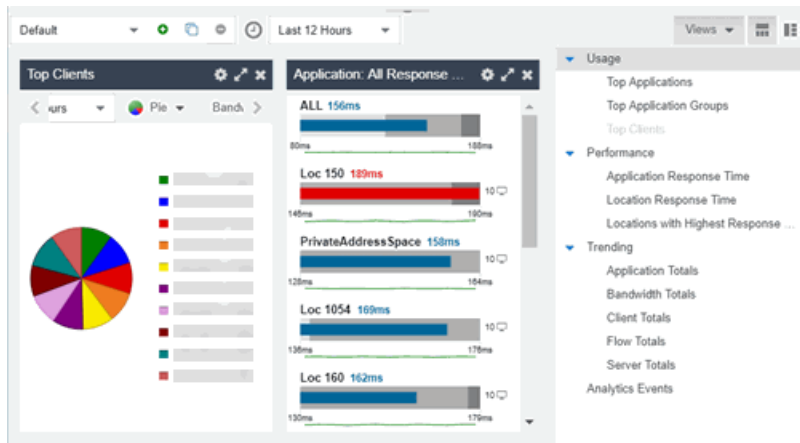 Default
Last 12 Hours
Views
Top Clients
ours
Pie
Band
Application: All Response ...
ALL 156ms
80ms 188ms
Loc 150 189ms
10
146ms 190ms
PrivateAddressSpace 158ms
10
128ms 164ms
Loc 1054 169ms
10
136ms 176ms
Loc 160 162ms
10
130ms 179ms
Usage
Top Applications
Top Application Groups
Top Clients
Performance
Application Response Time
Location Response Time
Locations with Highest Response ...
Trending
Application Totals
Bandwidth Totals
Client Totals
Flow Totals
Server Totals
Analytics Events